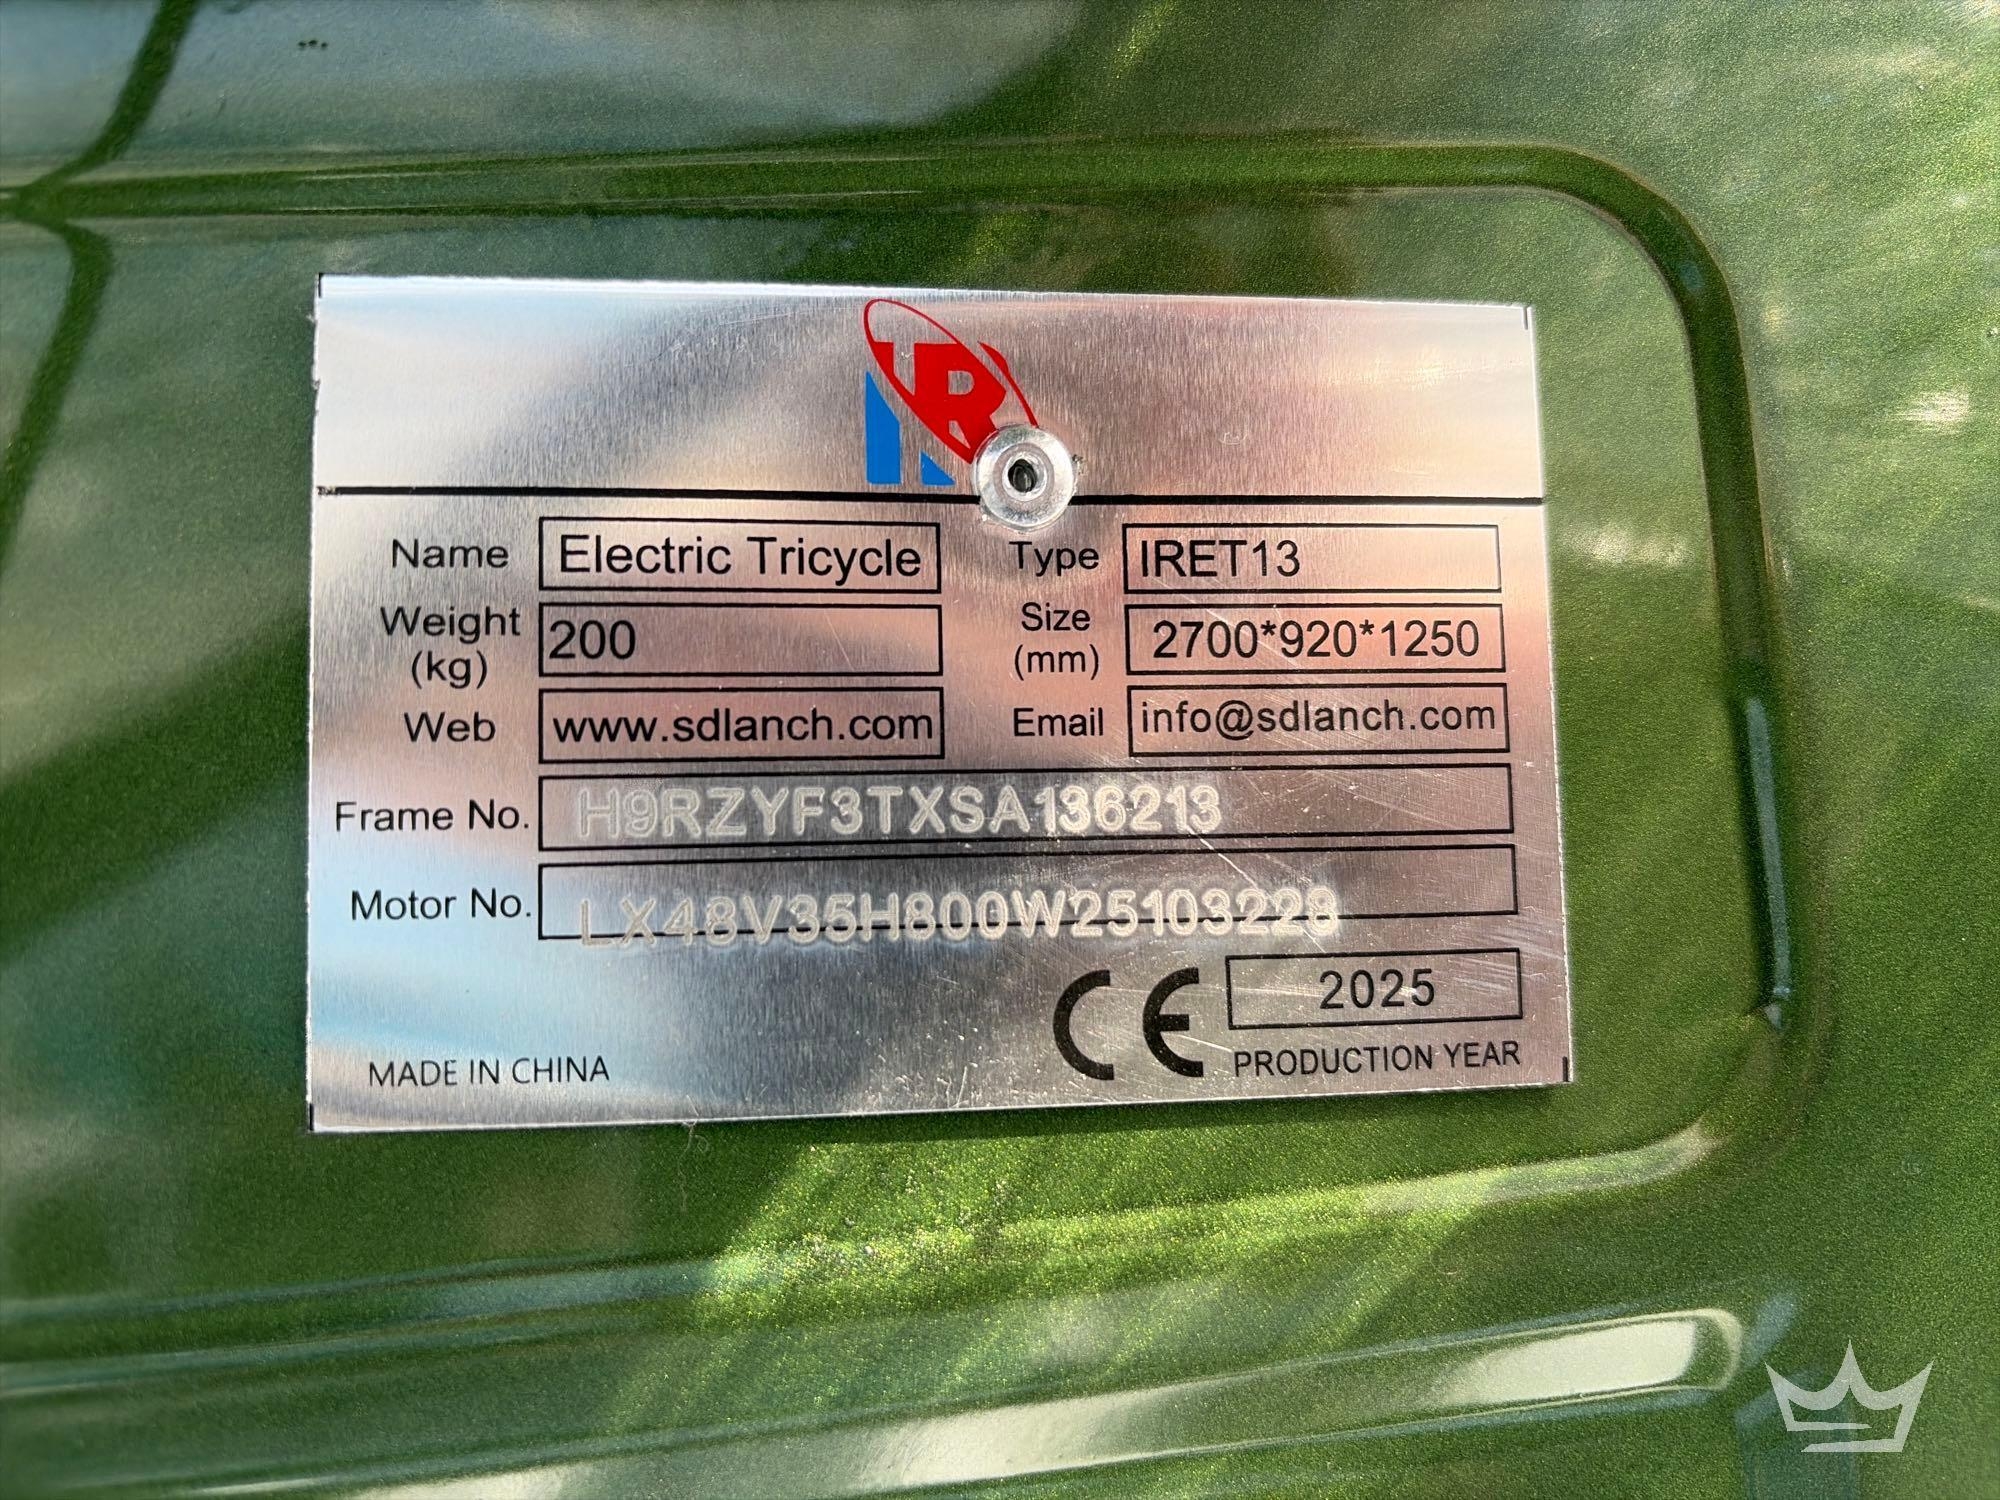 IR
Name Electric Tricycle Type IRET13
Weight (kg) 200 Size (mm) 2700*920*1250
Web www.sdlanch.com Email info@sdlanch.com
Frame No. H9RZYF3TXSA136213
Motor No. LX48V35H800W25103228
CE 2025
MADE IN CHINA PRODUCTION YEAR